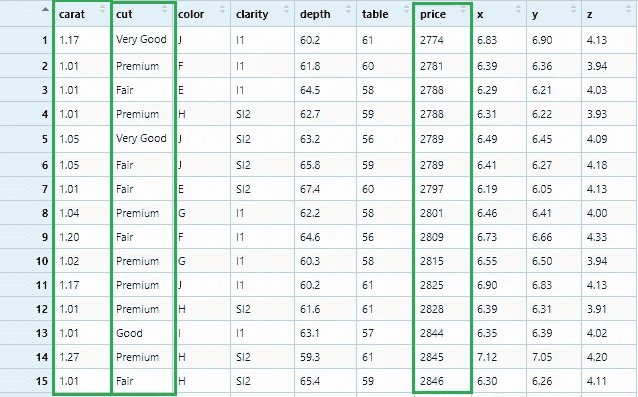 carat cut color clarity depth table price x y z
1 1.17 Very Good J I1 60.2 61 2774 6.83 6.90 4.13
2 1.01 Premium F I1 61.8 60 2781 6.39 6.36 3.94
3 1.01 Fair E I1 64.5 58 2788 6.29 6.21 4.03
4 1.01 Premium H SI2 62.7 59 2788 6.31 6.22 3.93
5 1.05 Very Good J SI2 63.2 56 2789 6.49 6.45 4.09
6 1.05 Fair J SI2 65.8 59 2789 6.41 6.27 4.18
7 1.01 Fair E SI2 67.4 60 2797 6.19 6.05 4.13
8 1.04 Premium G I1 62.2 58 2801 6.46 6.41 4.00
9 1.20 Fair F I1 64.6 56 2809 6.73 6.66 4.33
10 1.02 Premium G I1 60.3 58 2815 6.55 6.50 3.94
11 1.17 Premium J I1 60.2 61 2825 6.90 6.83 4.13
12 1.01 Premium H SI2 61.6 61 2828 6.39 6.31 3.91
13 1.01 Good I I1 63.1 57 2844 6.35 6.39 4.02
14 1.27 Premium H SI2 59.3 61 2845 7.12 7.05 4.20
15 1.01 Fair H SI2 65.4 59 2846 6.30 6.26 4.11